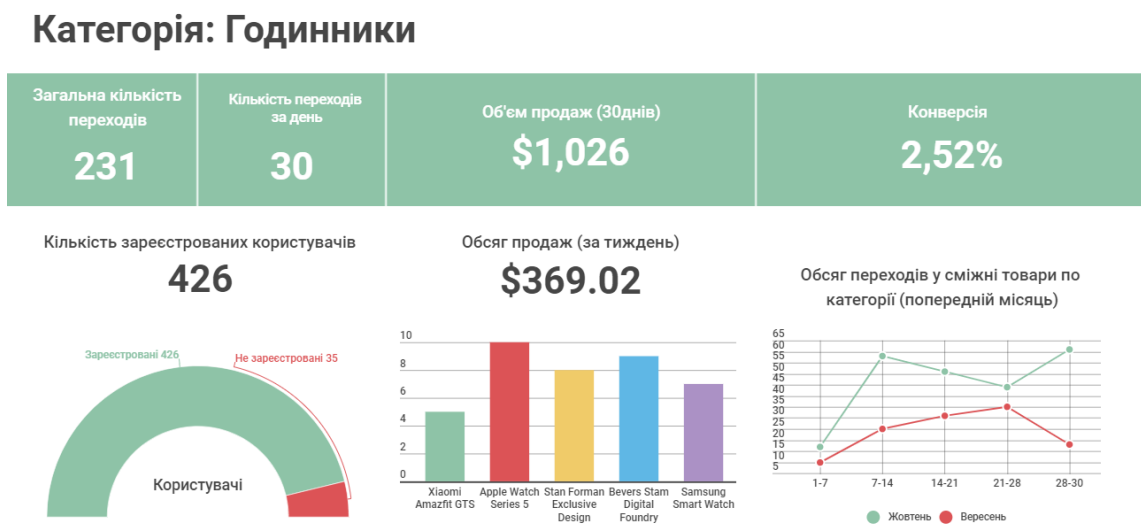 Категорія: Годинники
Загальна кількість
переходів
231
Кількість переходів
за день
30
Об'єм продаж (30днів)
$1,026
Конверсія
2,52%
Кількість зареєстрованих користувачів
426
Зареєстровані 426
Не зареєстровані 35
Користувачі
Обсяг продаж (за тиждень)
$369.02
10
8
6
4
2
0
Xiaomi
Amazfit GTS
Apple Watch
Series 5
Stan Forman
Exclusive
Design
Bevers Stam
Digital
Foundry
Samsung
Smart Watch
Обсяг переходів у сміжні товари по
категорії (попередній місяць)
65
60
55
50
45
40
35
30
25
20
15
10
5
1-7
7-14
14-21
21-28
28-30
Жовтень
Вересень